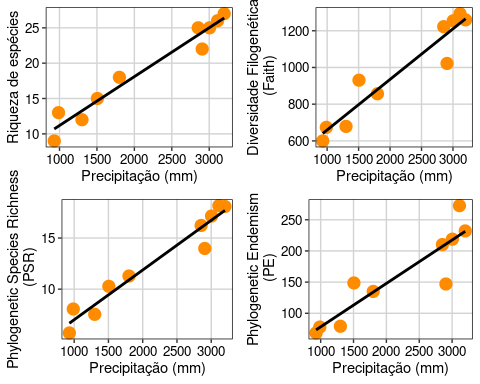 Riqueza de espécies
25
20
15
10
1000 1500 2000 2500 3000
Precipitação (mm)
Diversidade Filogenética
(Faith)
1200
1000
800
600
1000 1500 2000 2500 3000
Precipitação (mm)
Phylogenetic Species Richness
(PSR)
15
10
1000 1500 2000 2500 3000
Precipitação (mm)
Phylogenetic Endemism
(PE)
250
200
150
100
1000 1500 2000 2500 3000
Precipitação (mm)